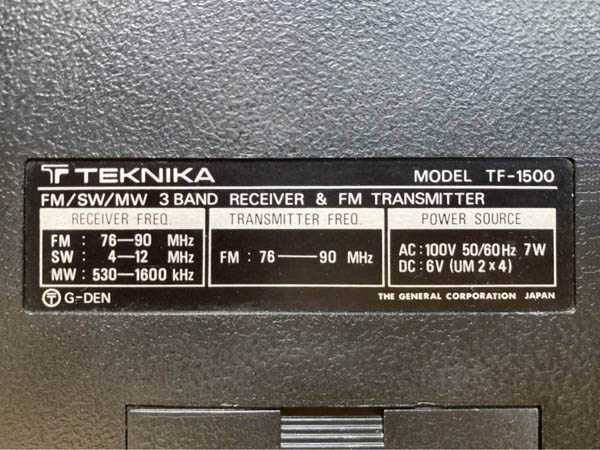 TEKNIKA MODEL TF-1500
FM/SW/MW 3 BAND RECEIVER & FM TRANSMITTER
RECEIVER FREQ.
FM : 76—90 MHz
SW : 4—12 MHz
MW : 530-1600 kHz
TRANSMITTER FREQ.
FM : 76—90 MHz
POWER SOURCE
AC : 100V 50/60Hz 7W
DC : 6V (UM 2 x 4)
G-DEN THE GENERAL CORPORATION JAPAN